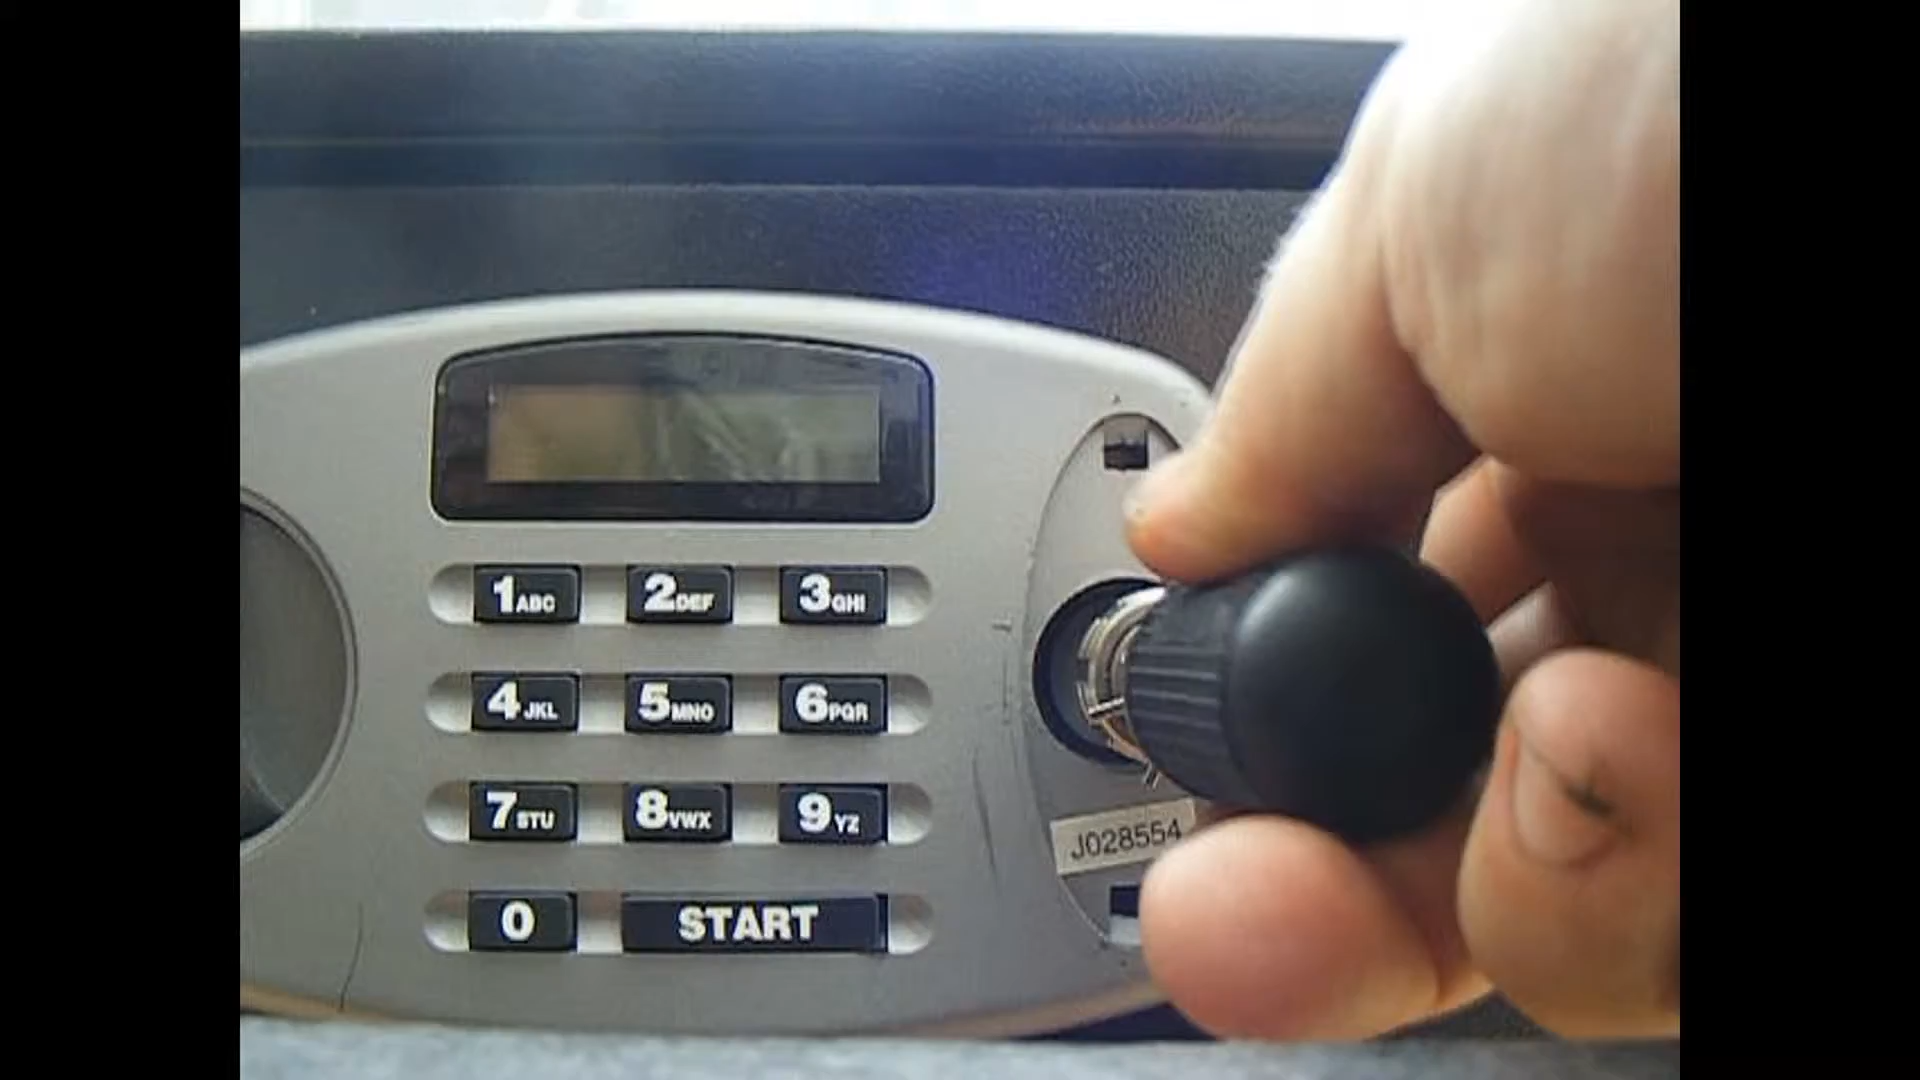 1ABC 2DEF 3GHI
4JKL 5MNO 6PQR
7STU 8VWX 9YZ
J028554
0 START